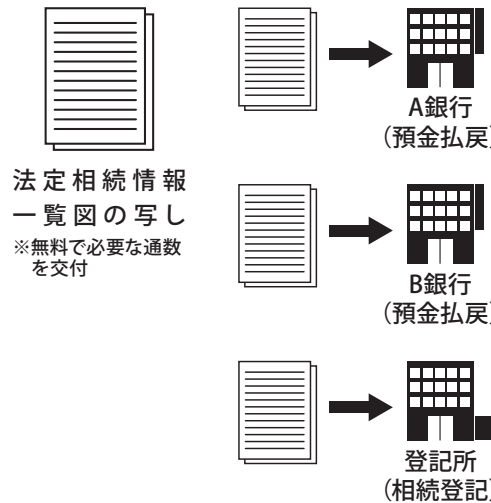 法定相続情報
一覧図の写し
※無料で必要な通数
を交付
A銀行
（預金払戻）
B銀行
（預金払戻）
登記所
（相続登記）